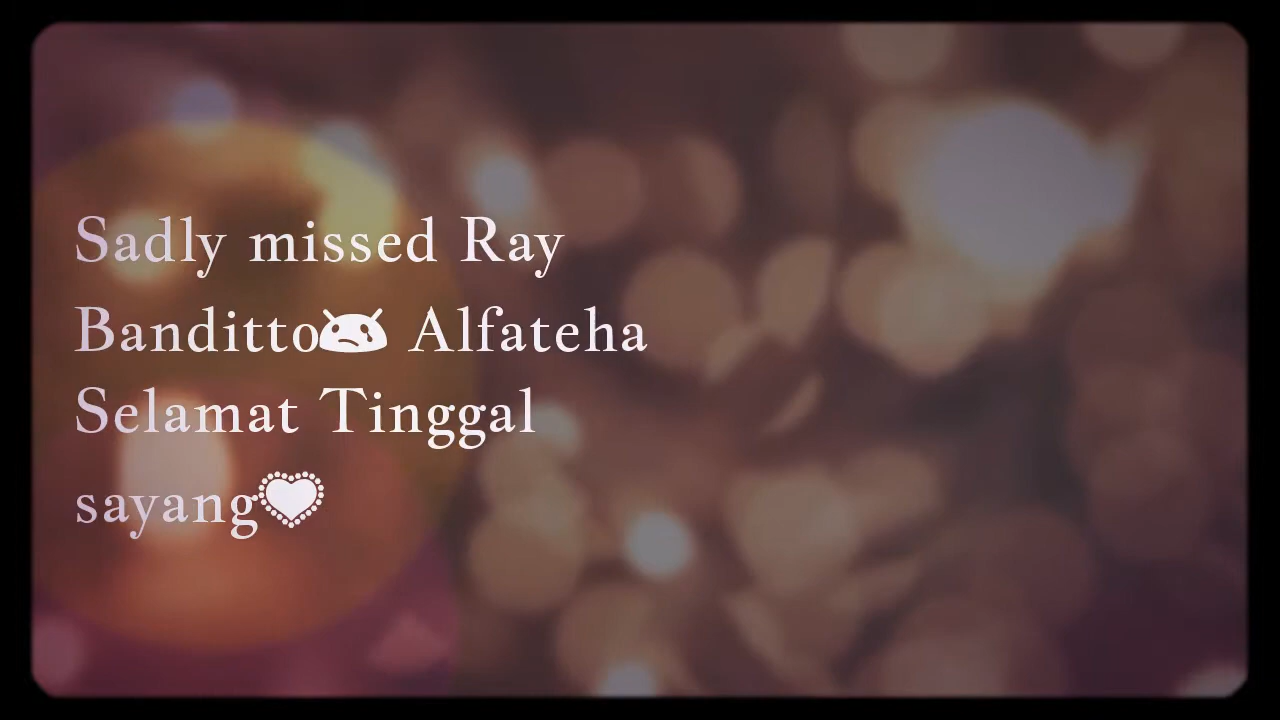 Sadly missed Ray
Banditto😢 Alfateha
Selamat Tinggal
sayang💟